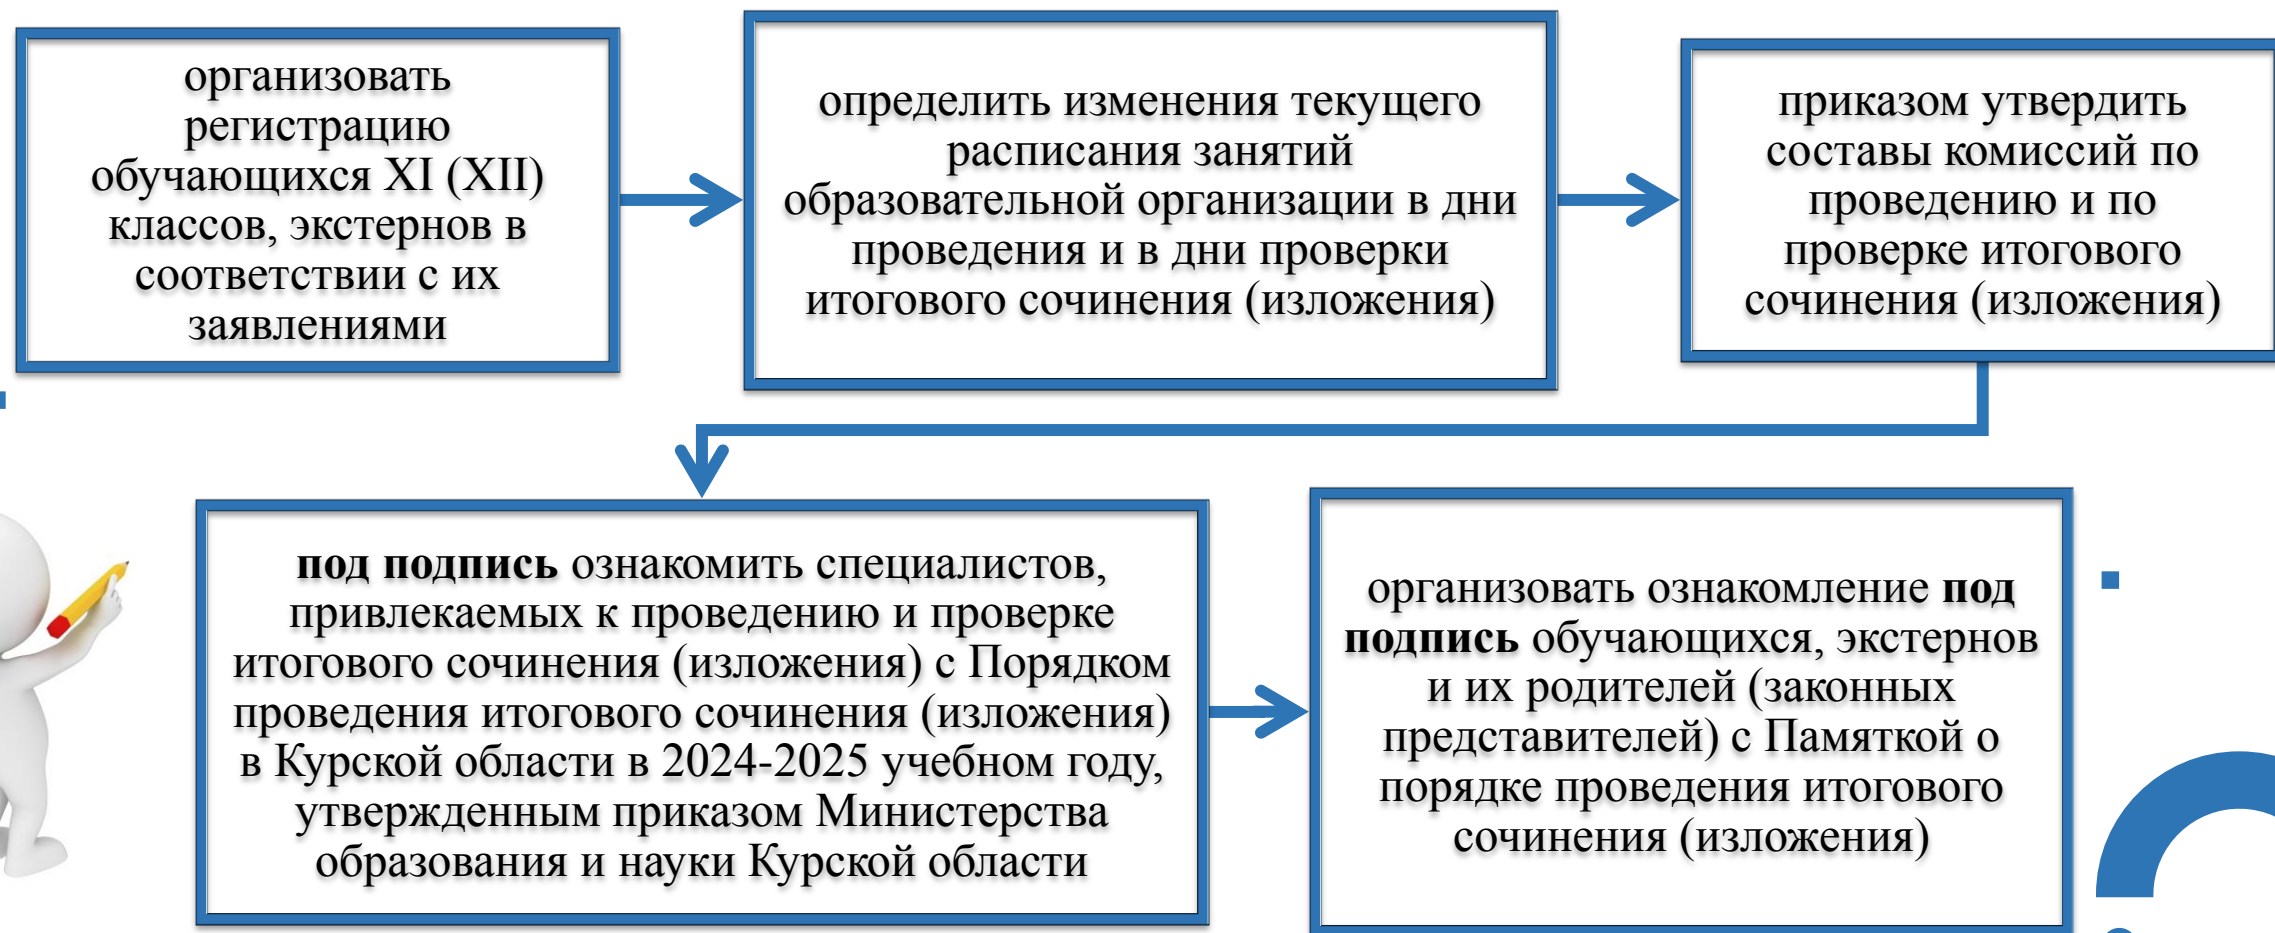 организовать
регистрацию
обучающихся XI (XII)
классов, экстернов в
соответствии с их
заявлениями
определить изменения текущего
расписания занятий
образовательной организации в дни
проведения и в дни проверки
итогового сочинения (изложения)
приказом утвердить
составы комиссий по
проведению и по
проверке итогового
сочинения (изложения)
под подпись ознакомить специалистов,
привлекаемых к проведению и проверке
итогового сочинения (изложения) с Порядком
проведения итогового сочинения (изложения)
в Курской области в 2024-2025 учебном году,
утвержденным приказом Министерства
образования и науки Курской области
организовать ознакомление под
подпись обучающихся, экстернов
и их родителей (законных
представителей) с Памяткой о
порядке проведения итогового
сочинения (изложения)